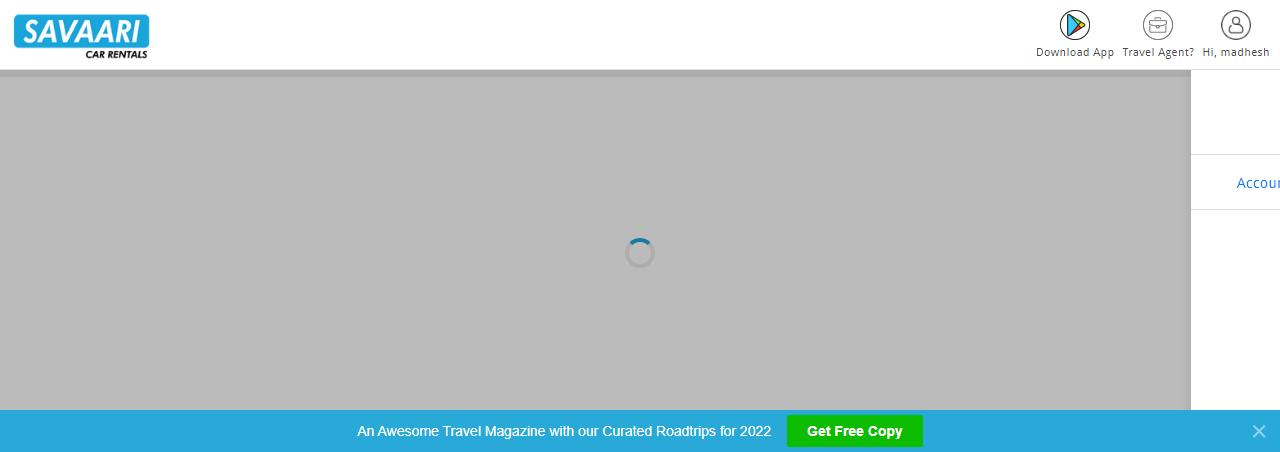 SAVAARI
CAR RENTALS
Download App
Travel Agent?
Hi, madhesh
Accoun
An Awesome Travel Magazine with our Curated Roadtrips for 2022
Get Free Copy